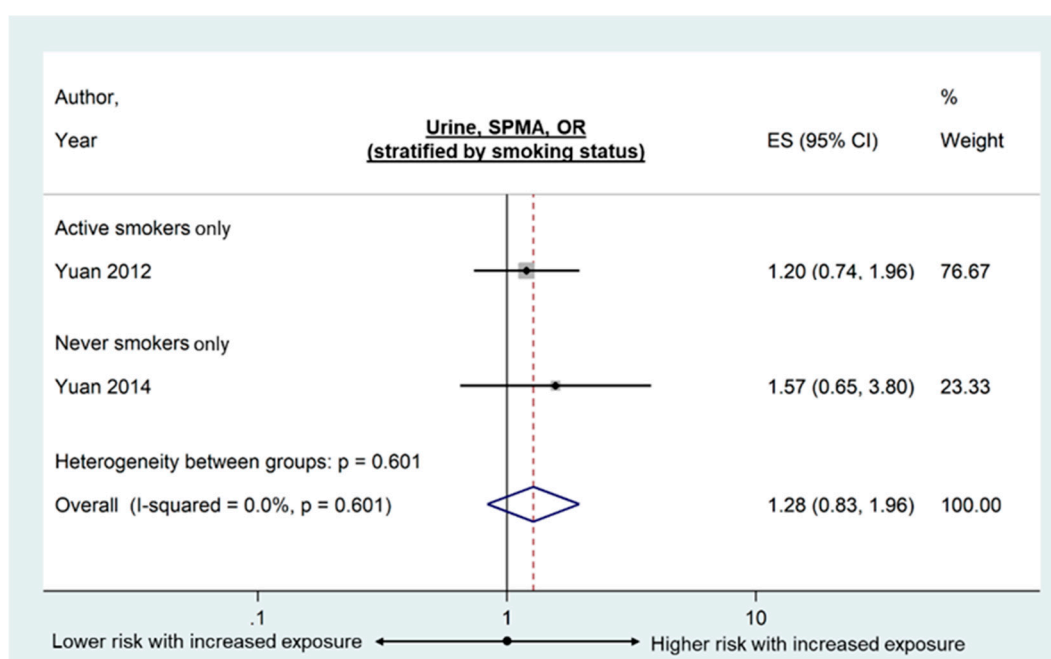 Author,
Year
Urine, SPMA, OR
(stratified by smoking status)
ES (95% CI)
%
Weight
Active smokers only
Yuan 2012
1.20 (0.74, 1.96)
76.67
Never smokers only
Yuan 2014
1.57 (0.65, 3.80)
23.33
Heterogeneity between groups: p = 0.601
Overall (I-squared = 0.0%, p = 0.601)
1.28 (0.83, 1.96)
100.00
.1
1
10
Lower risk with increased exposure
Higher risk with increased exposure